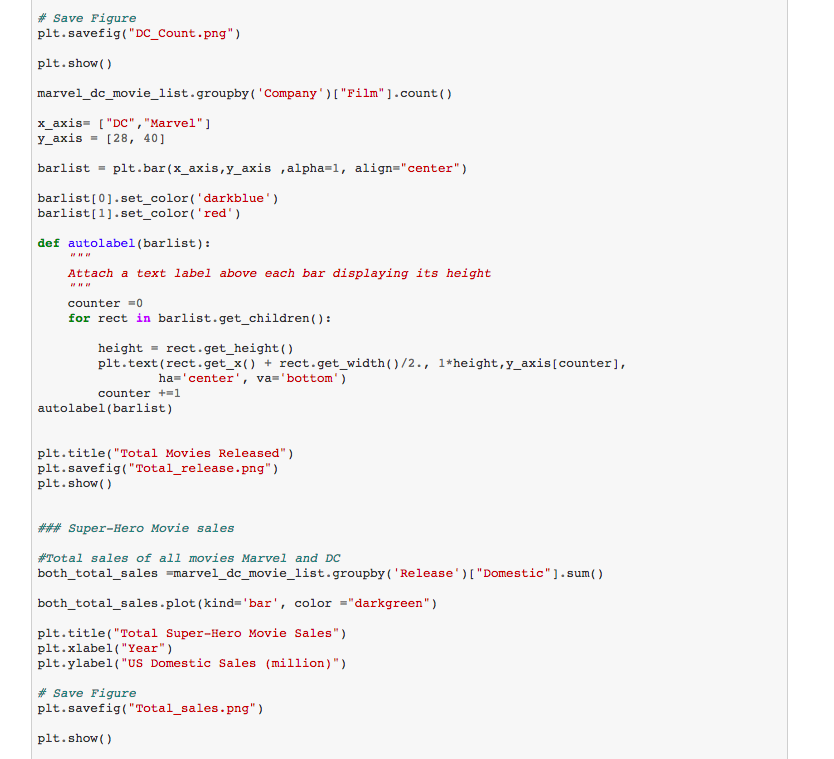 # Save Figure
plt.savefig("DC_Count.png")
plt.show()
marvel_dc_movie_list.groupby('Company')["Film"].count()
x_axis= ["DC","Marvel"]
y_axis = [28, 40]
barlist = plt.bar(x_axis,y_axis ,alpha=1, align="center")
barlist[0].set_color('darkblue')
barlist[1].set_color('red')
def autolabel(barlist):
    """
    Attach a text label above each bar displaying its height
    """
    counter =0
    for rect in barlist.get_children():
        height = rect.get_height()
        plt.text(rect.get_x() + rect.get_width()/2., 1*height,y_axis[counter],
                ha='center', va='bottom')
        counter +=1
autolabel(barlist)
plt.title("Total Movies Released")
plt.savefig("Total_release.png")
plt.show()
### Super-Hero Movie sales
#Total sales of all movies Marvel and DC
both_total_sales =marvel_dc_movie_list.groupby('Release')["Domestic"].sum()
both_total_sales.plot(kind='bar', color ="darkgreen")
plt.title("Total Super-Hero Movie Sales")
plt.xlabel("Year")
plt.ylabel("US Domestic Sales (million)")
# Save Figure
plt.savefig("Total_sales.png")
plt.show()